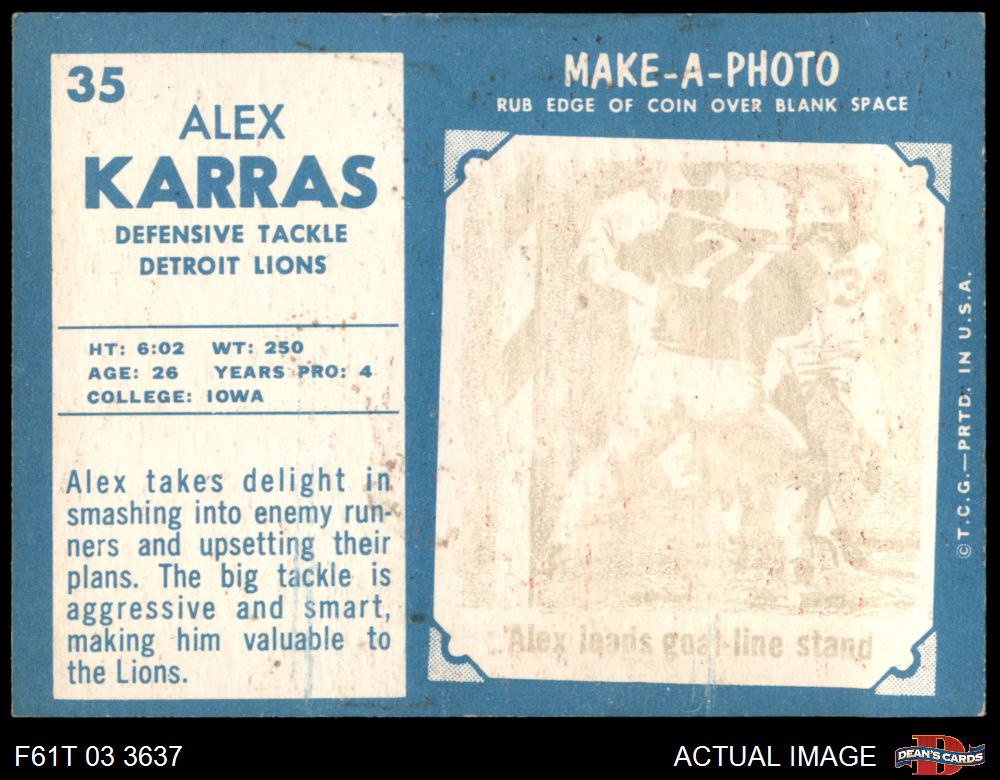 35
ALEX
KARRAS
DEFENSIVE TACKLE
DETROIT LIONS
HT: 6:02 WT: 250
AGE: 26 YEARS PRO: 4
COLLEGE: IOWA
Alex takes delight in
smashing into enemy run-
ners and upsetting their
plans. The big tackle is
aggressive and smart,
making him valuable to
the Lions.
MAKE-A-PHOTO
RUB EDGE OF COIN OVER BLANK SPACE
71
3
Alex leads goal-line stand
©T.C.G.—PRTD: IN U.S.A.
F61T 03 3637
ACTUAL IMAGE
DEAN'S CARDS